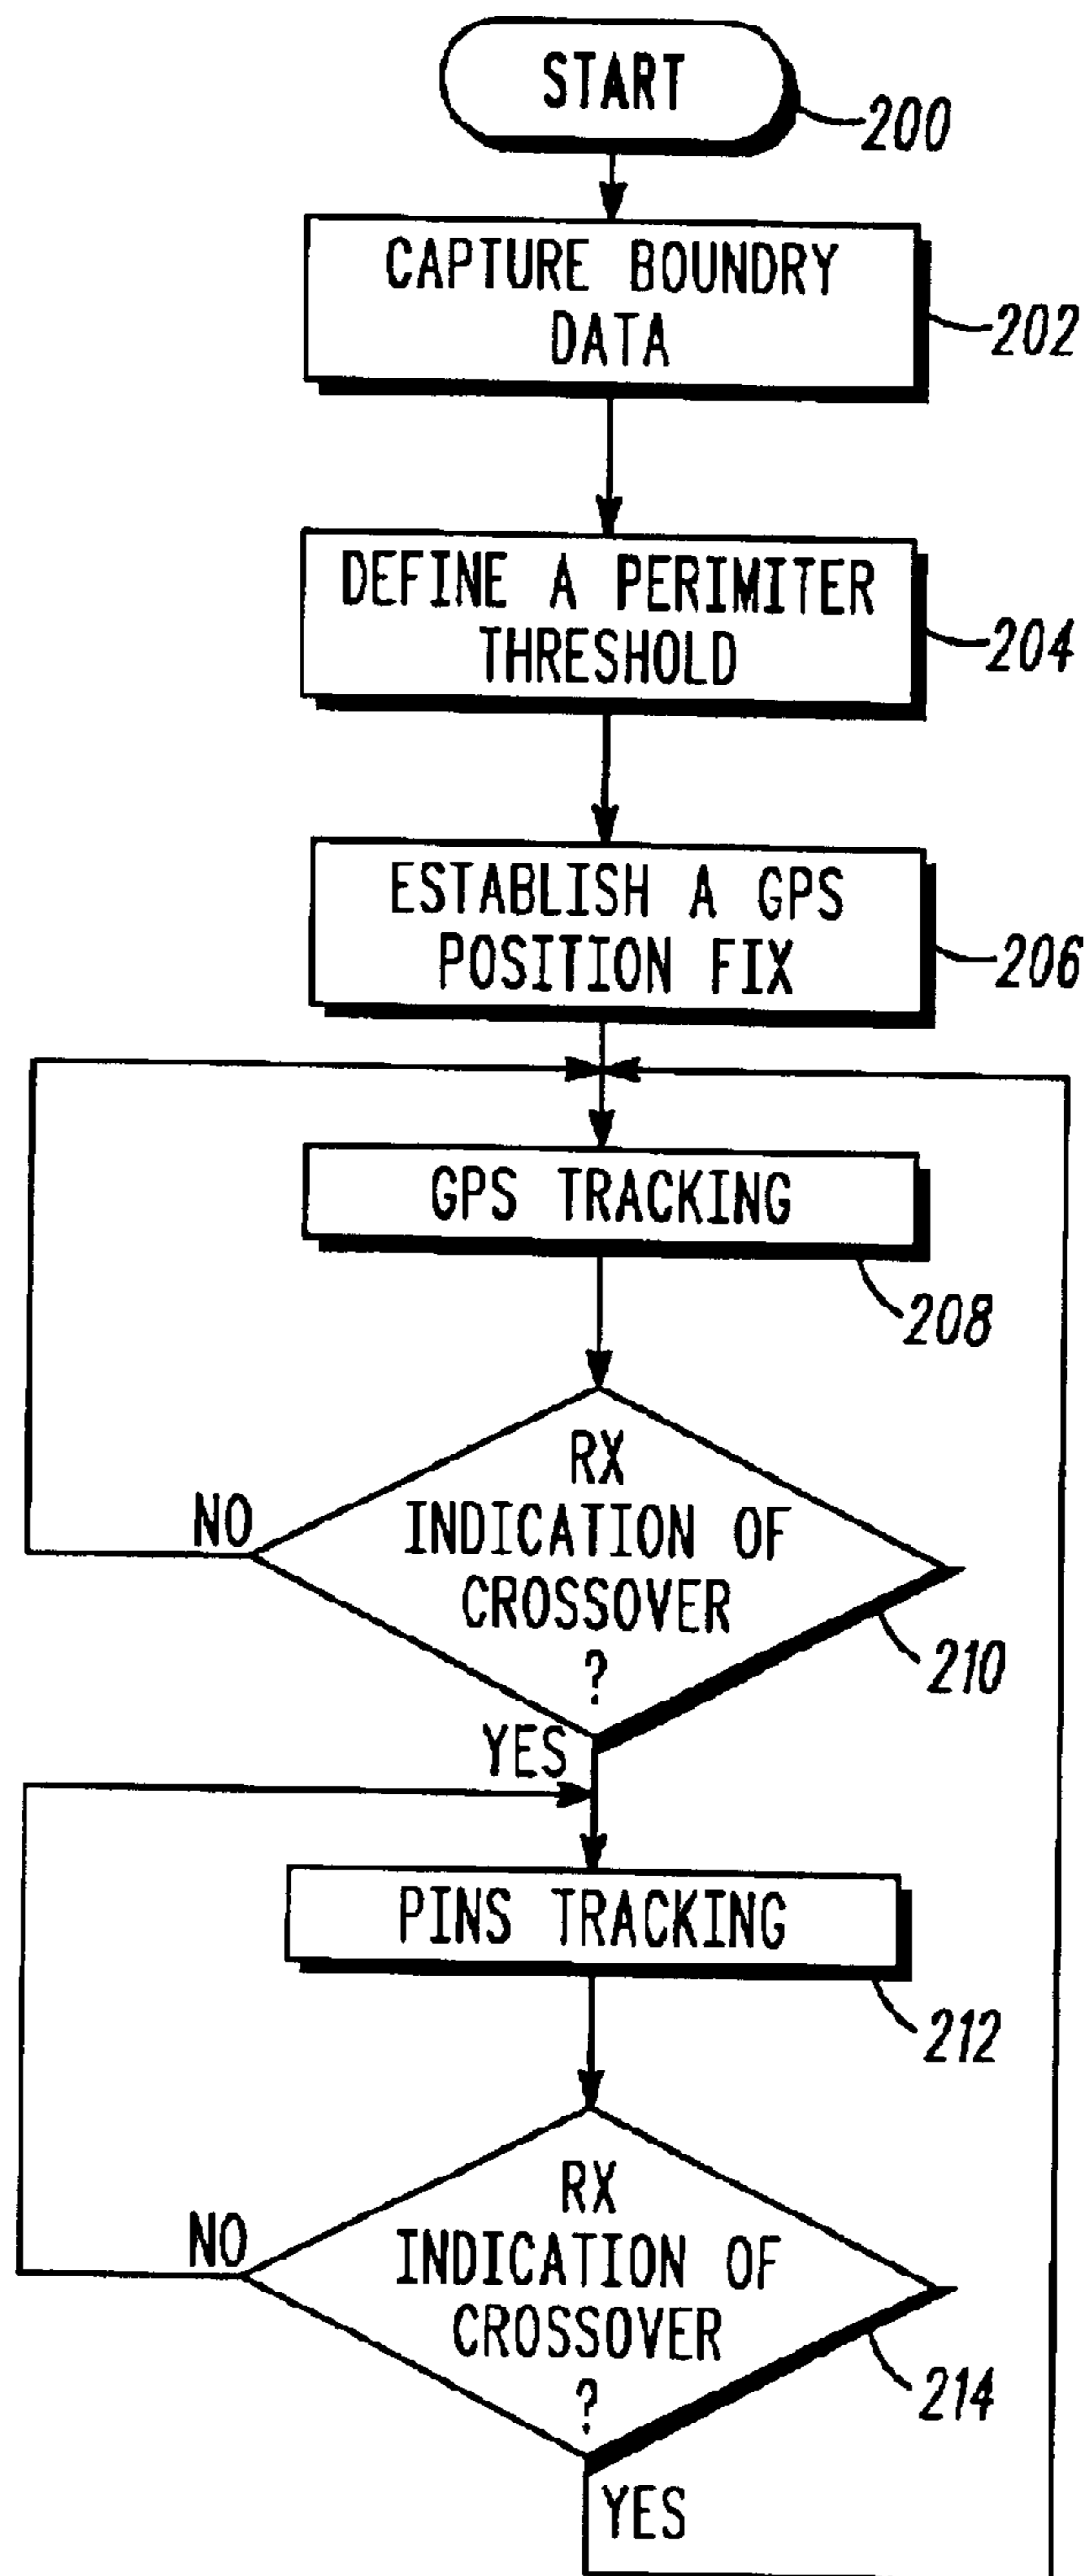 START
200
CAPTURE BOUNDRY
DATA
202
DEFINE A PERIMITER
THRESHOLD
204
ESTABLISH A GPS
POSITION FIX
206
GPS TRACKING
208
RX
INDICATION OF
CROSSOVER
?
NO
210
YES
PINS TRACKING
212
RX
INDICATION OF
CROSSOVER
?
NO
214
YES